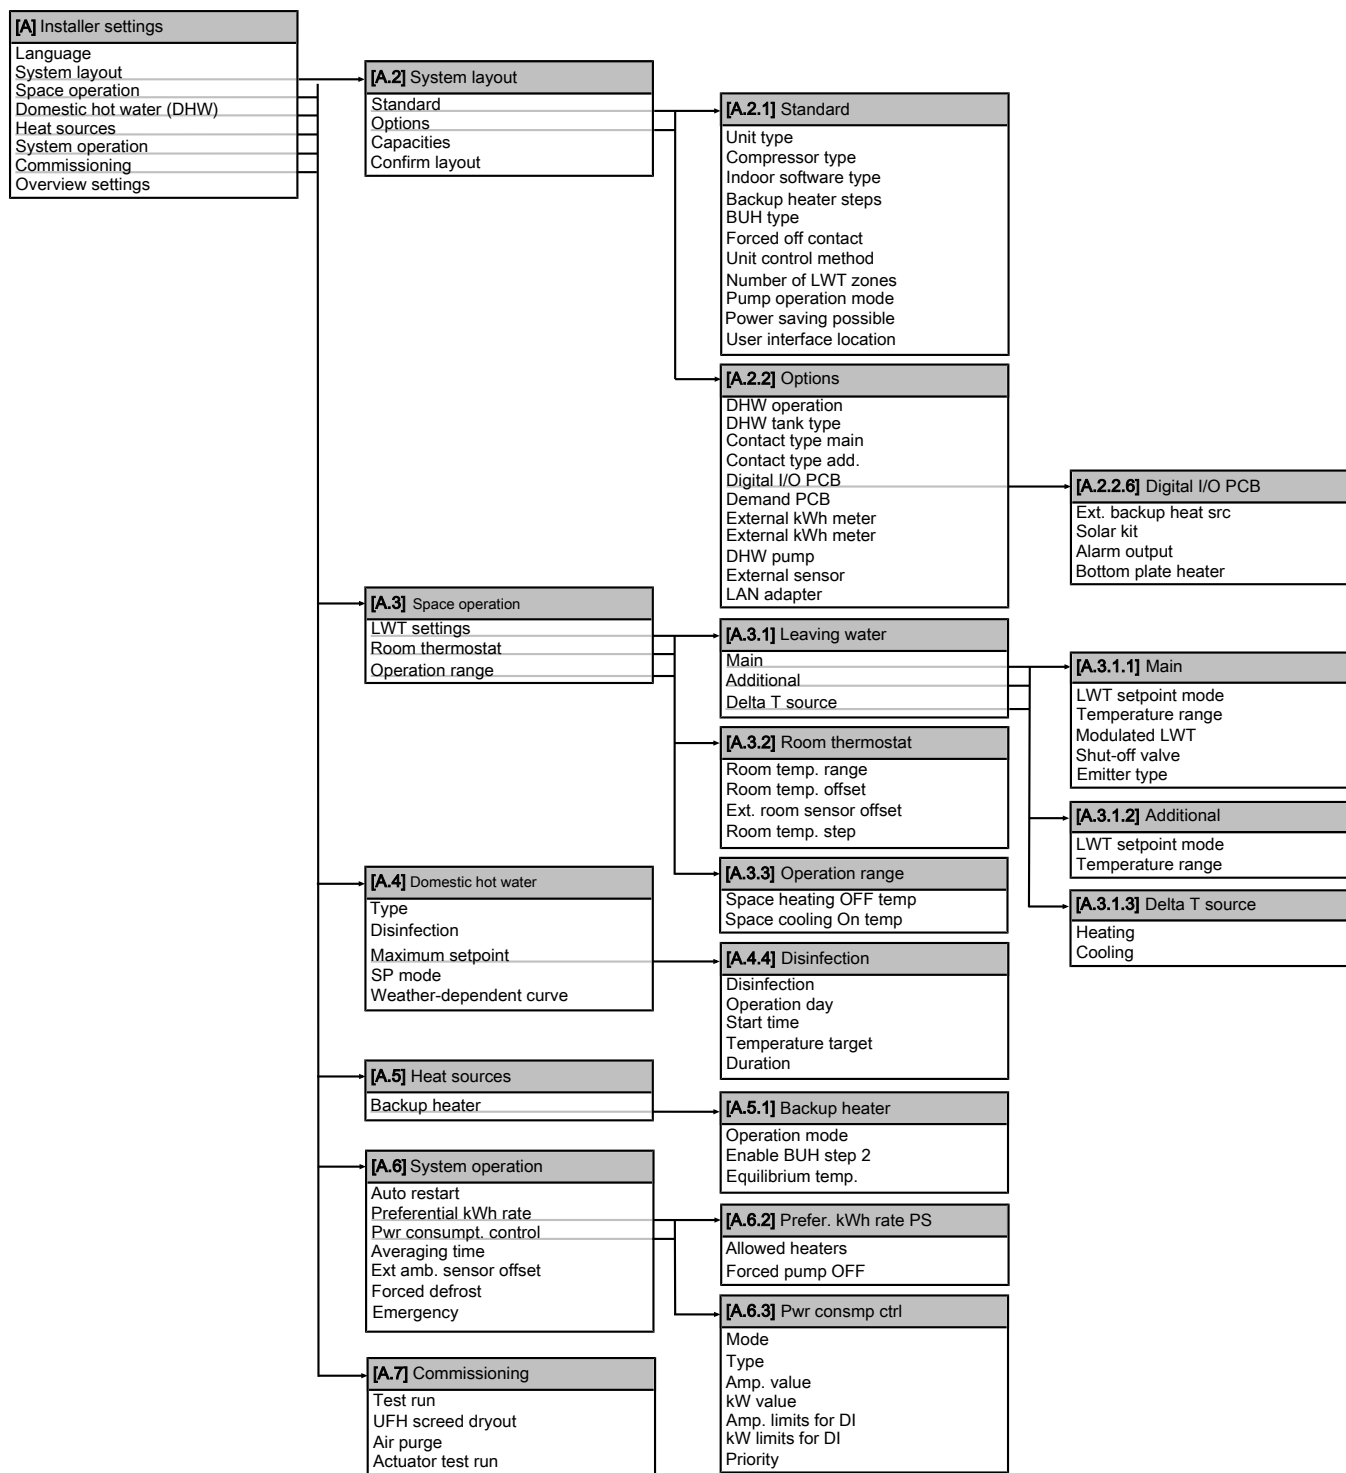 [A] Installer settings
Language
System layout
Space operation
Domestic hot water (DHW)
Heat sources
System operation
Commissioning
Overview settings
[A.2] System layout
Standard
Options
Capacities
Confirm layout
[A.2.1] Standard
Unit type
Compressor type
Indoor software type
Backup heater steps
BUH type
Forced off contact
Unit control method
Number of LWT zones
Pump operation mode
Power saving possible
User interface location
[A.2.2] Options
DHW operation
DHW tank type
Contact type main
Contact type add.
Digital I/O PCB
Demand PCB
External kWh meter
External kWh meter
DHW pump
External sensor
LAN adapter
[A.2.2.6] Digital I/O PCB
Ext. backup heat src
Solar kit
Alarm output
Bottom plate heater
[A.3] Space operation
LWT settings
Room thermostat
Operation range
[A.3.1] Leaving water
Main
Additional
Delta T source
[A.3.1.1] Main
LWT setpoint mode
Temperature range
Modulated LWT
Shut-off valve
Emitter type
[A.3.1.2] Additional
LWT setpoint mode
Temperature range
[A.3.1.3] Delta T source
Heating
Cooling
[A.3.2] Room thermostat
Room temp. range
Room temp. offset
Ext. room sensor offset
Room temp. step
[A.3.3] Operation range
Space heating OFF temp
Space cooling On temp
[A.4] Domestic hot water
Type
Disinfection
Maximum setpoint
SP mode
Weather-dependent curve
[A.4.4] Disinfection
Disinfection
Operation day
Start time
Temperature target
Duration
[A.5] Heat sources
Backup heater
[A.5.1] Backup heater
Operation mode
Enable BUH step 2
Equilibrium temp.
[A.6] System operation
Auto restart
Preferential kWh rate
Pwr consumpt. control
Averaging time
Ext amb. sensor offset
Forced defrost
Emergency
[A.6.2] Prefer. kWh rate PS
Allowed heaters
Forced pump OFF
[A.6.3] Pwr consmp ctrl
Mode
Type
Amp. value
kW value
Amp. limits for DI
kW limits for DI
Priority
[A.7] Commissioning
Test run
UFH screed dryout
Air purge
Actuator test run